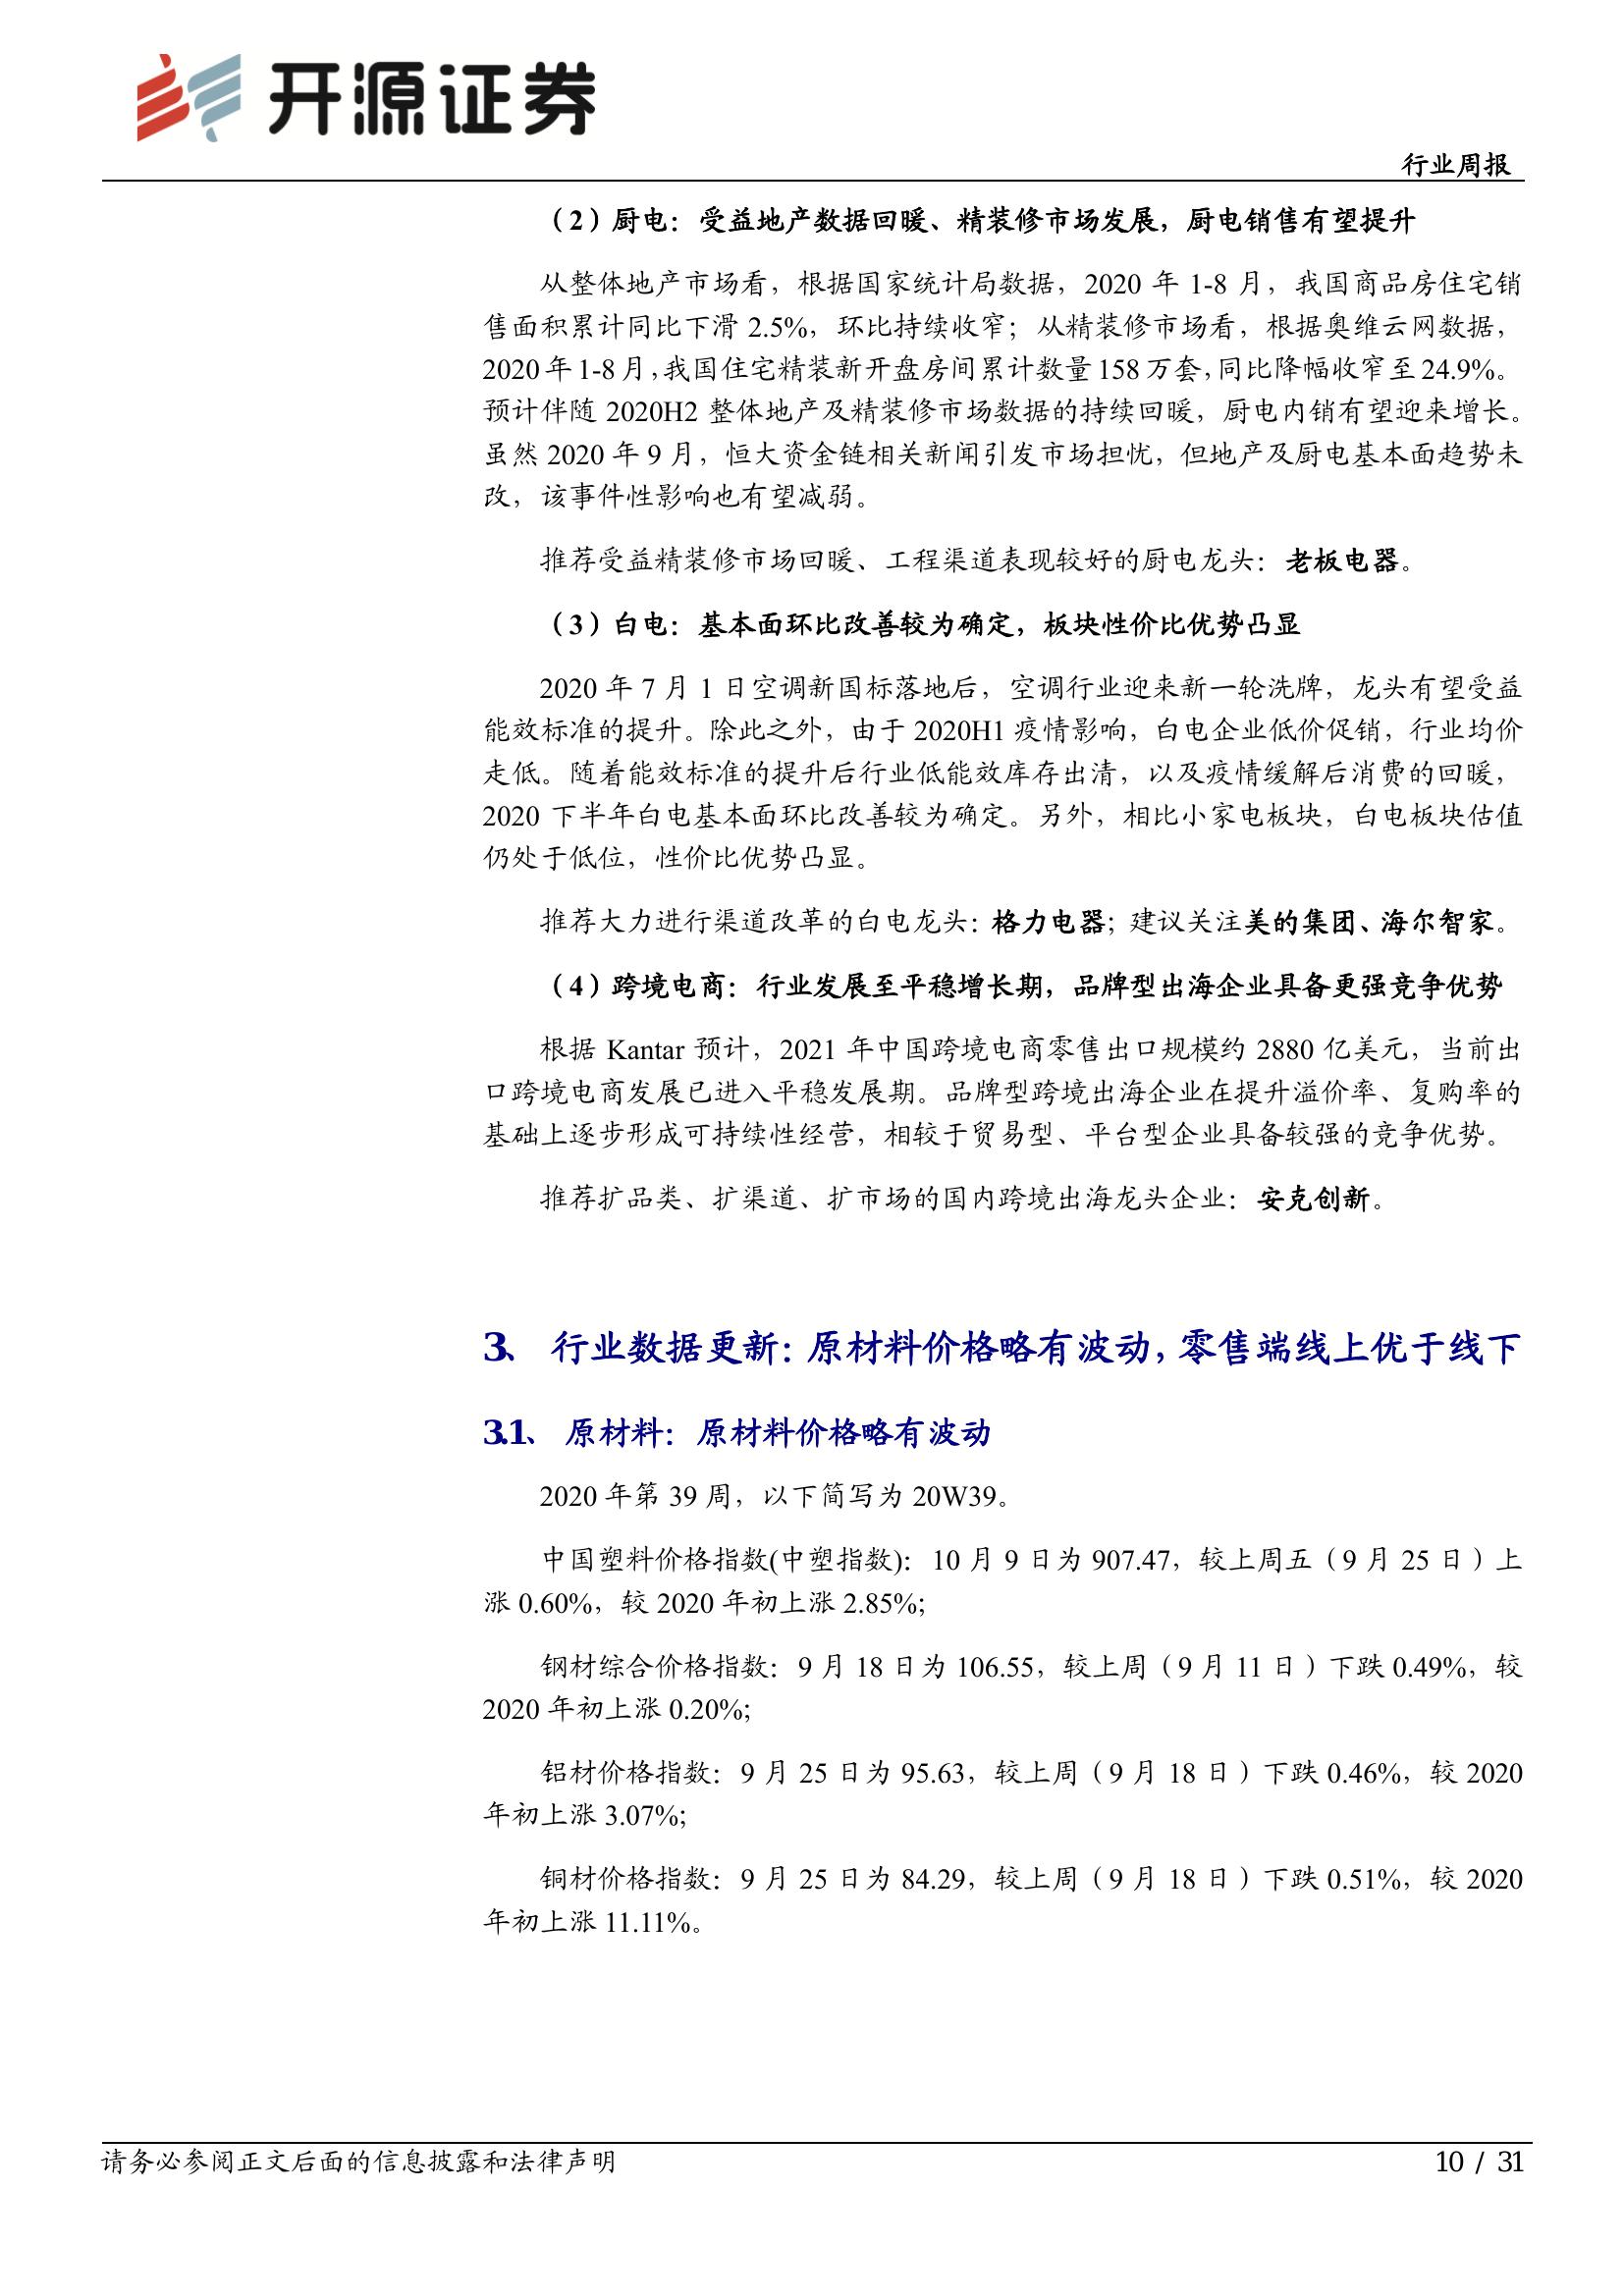 开源证券
行业周报
（2）厨电：受益地产数据回暖、精装修市场发展，厨电销售有望提升
从整体地产市场看，根据国家统计局数据，2020 年 1-8 月，我国商品房住宅销
售面积累计同比下滑 2.5%，环比持续收窄；从精装修市场看，根据奥维云网数据，
2020 年 1-8 月，我国住宅精装新开盘房间累计数量 158 万套，同比降幅收窄至 24.9%。
预计伴随 2020H2 整体地产及精装修市场数据的持续回暖，厨电内销有望迎来增长。
虽然 2020 年 9 月，恒大资金链相关新闻引发市场担忧，但地产及厨电基本面趋势未
改，该事件性影响也有望减弱。
推荐受益精装修市场回暖、工程渠道表现较好的厨电龙头：老板电器。
（3）白电：基本面环比改善较为确定，板块性价比优势凸显
2020 年 7 月 1 日空调新国标落地后，空调行业迎来新一轮洗牌，龙头有望受益
能效标准的提升。除此之外，由于 2020H1 疫情影响，白电企业低价促销，行业均价
走低。随着能效标准的提升后行业低能效库存出清，以及疫情缓解后消费的回暖，
2020 下半年白电基本面环比改善较为确定。另外，相比小家电板块，白电板块估值
仍处于低位，性价比优势凸显。
推荐大力进行渠道改革的白电龙头：格力电器；建议关注美的集团、海尔智家。
（4）跨境电商：行业发展至平稳增长期，品牌型出海企业具备更强竞争优势
根据 Kantar 预计，2021 年中国跨境电商零售出口规模约 2880 亿美元，当前出
口跨境电商发展已进入平稳发展期。品牌型跨境出海企业在提升溢价率、复购率的
基础上逐步形成可持续性经营，相较于贸易型、平台型企业具备较强的竞争优势。
推荐扩品类、扩渠道、扩市场的国内跨境出海龙头企业：安克创新。
3、 行业数据更新：原材料价格略有波动，零售端线上优于线下
3.1、 原材料：原材料价格略有波动
2020 年第 39 周，以下简写为 20W39。
中国塑料价格指数(中塑指数)：10 月 9 日为 907.47，较上周五（9 月 25 日）上
涨 0.60%，较 2020 年初上涨 2.85%;
钢材综合价格指数：9 月 18 日为 106.55，较上周（9 月 11 日）下跌 0.49%，较
2020 年初上涨 0.20%;
铝材价格指数：9 月 25 日为 95.63，较上周（9 月 18 日）下跌 0.46%，较 2020
年初上涨 3.07%;
铜材价格指数：9 月 25 日为 84.29，较上周（9 月 18 日）下跌 0.51%，较 2020
年初上涨 11.11%。
请务必参阅正文后面的信息披露和法律声明
10 / 31